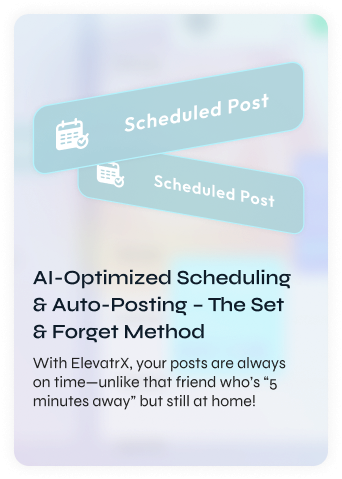 Scheduled Post
Scheduled Post
AI-Optimized Scheduling
& Auto-Posting – The Set
& Forget Method
With ElevatrX, your posts are always
on time—unlike that friend who’s “5
minutes away” but still at home!